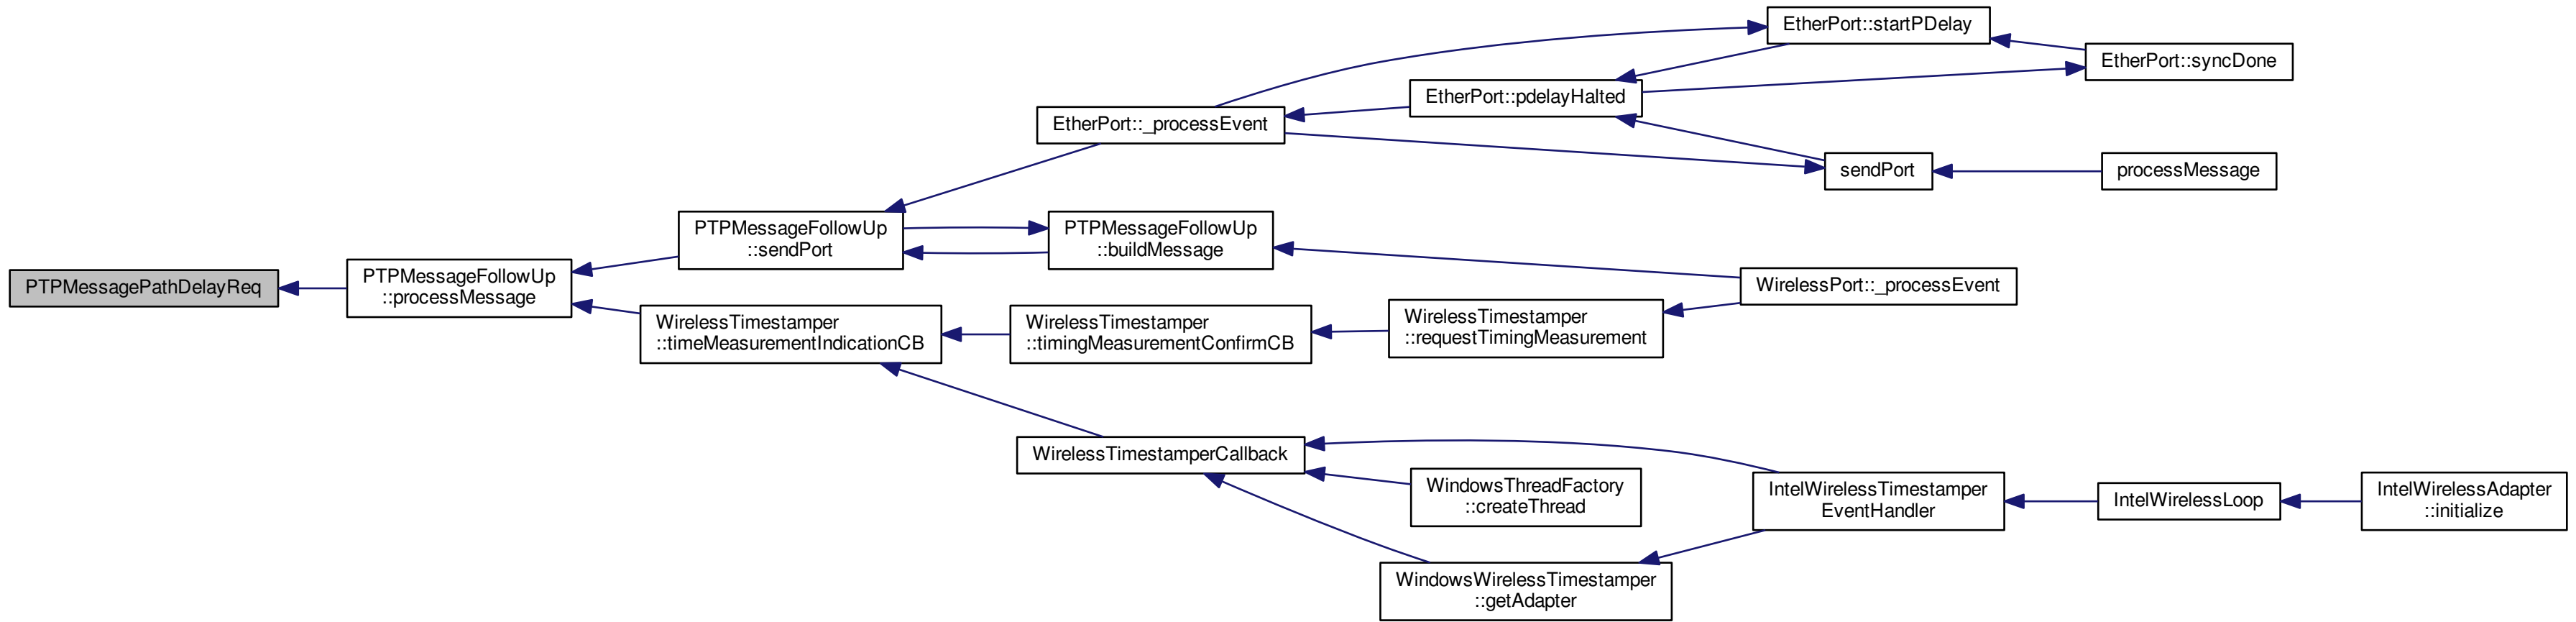 EtherPort::startPDelay
EtherPort::syncDone
EtherPort::pdelayHalted
EtherPort::_processEvent
sendPort
processMessage
PTPMessageFollowUp
::sendPort
PTPMessageFollowUp
::buildMessage
PTPMessagePathDelayReq
PTPMessageFollowUp
::processMessage
WirelessPort::_processEvent
WirelessTimestamper
::timeMeasurementIndicationCB
WirelessTimestamper
::timingMeasurementConfirmCB
WirelessTimestamper
::requestTimingMeasurement
WirelessTimestamperCallback
WindowsThreadFactory
::createThread
IntelWirelessTimestamper
EventHandler
IntelWirelessLoop
IntelWirelessAdapter
::initialize
WindowsWirelessTimestamper
::getAdapter